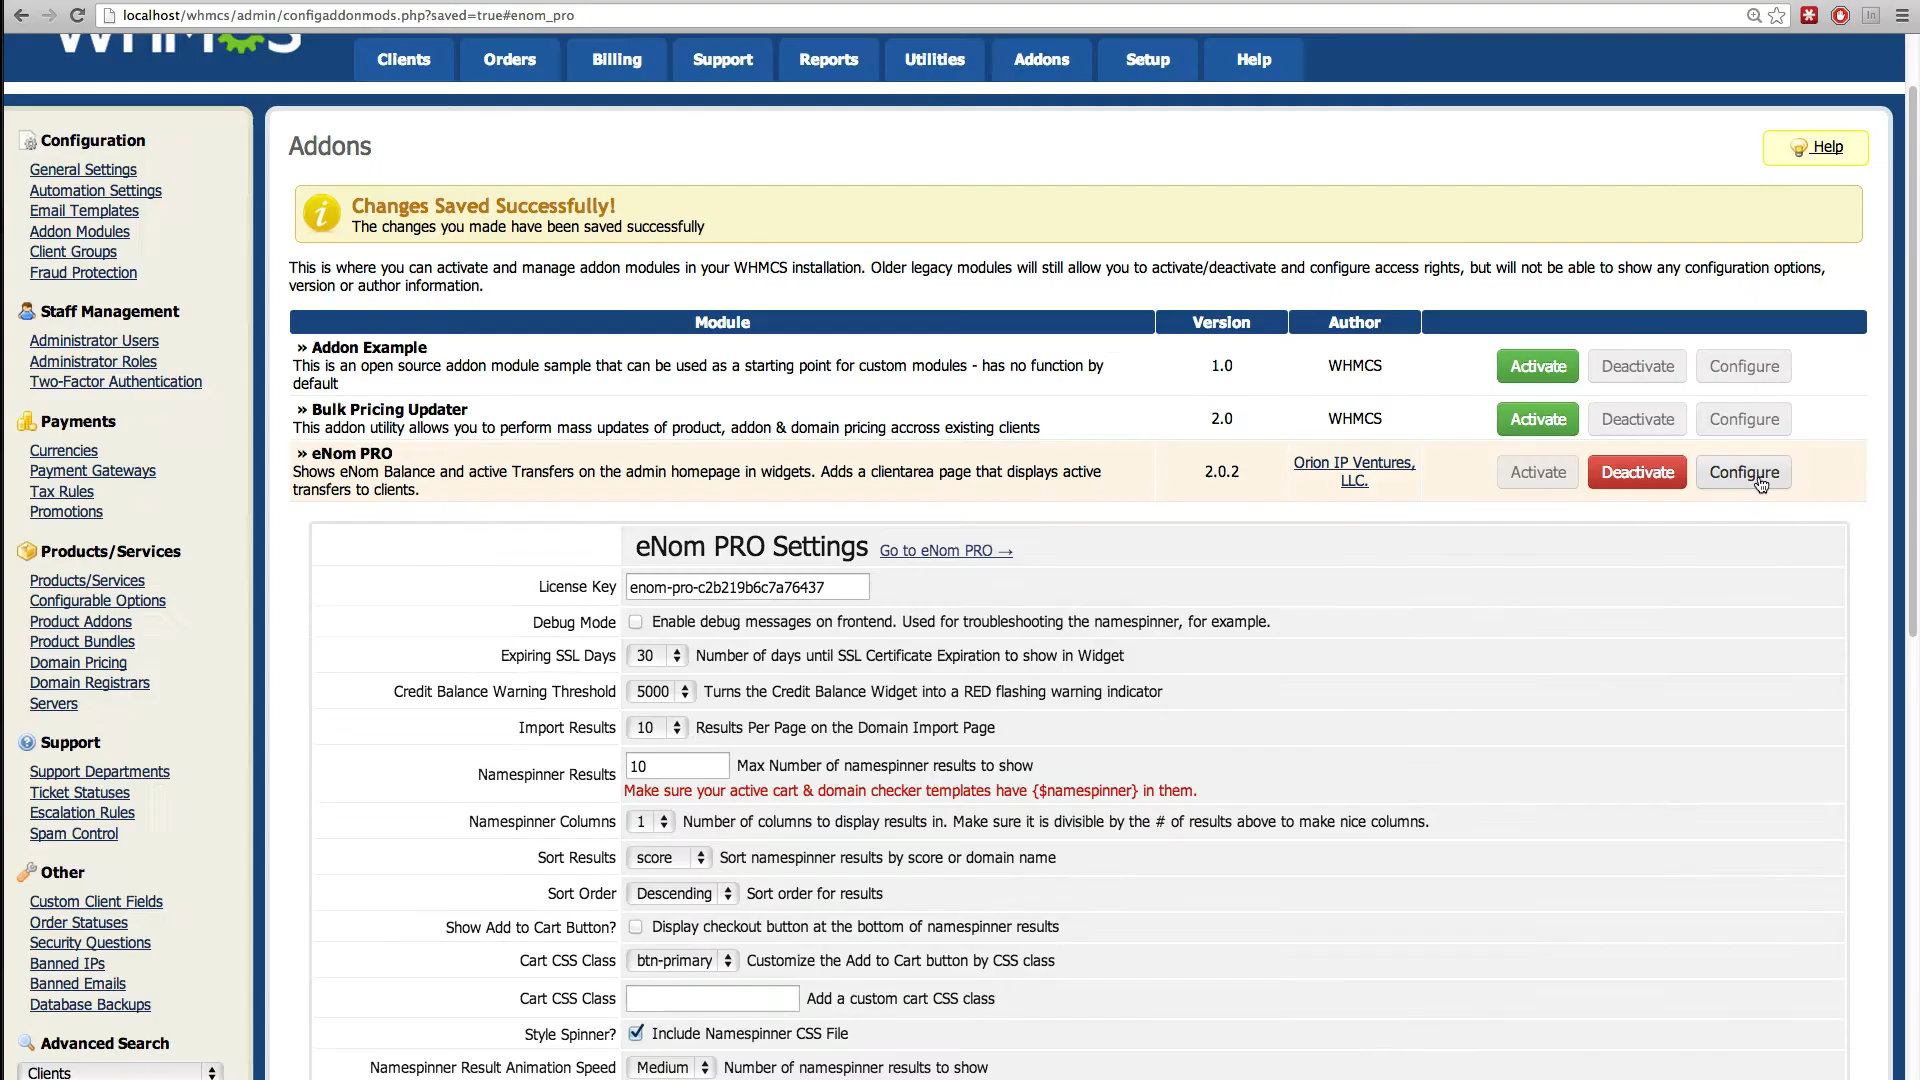 localhost/whmcs/admin/configaddonmods.php?saved=true#enom_pro
WHMCS
Clients Orders Billing Support Reports Utilities Addons Setup Help
Configuration
General Settings
Automation Settings
Email Templates
Addon Modules
Client Groups
Fraud Protection
Staff Management
Administrator Users
Administrator Roles
Two-Factor Authentication
Payments
Currencies
Payment Gateways
Tax Rules
Promotions
Products/Services
Products/Services
Configurable Options
Product Addons
Product Bundles
Domain Pricing
Domain Registrars
Servers
Support
Support Departments
Ticket Statuses
Escalation Rules
Spam Control
Other
Custom Client Fields
Order Statuses
Security Questions
Banned IPs
Banned Emails
Database Backups
Advanced Search
Clients
Addons
Help
Changes Saved Successfully!
The changes you made have been saved successfully
This is where you can activate and manage addon modules in your WHMCS installation. Older legacy modules will still allow you to activate/deactivate and configure access rights, but will not be able to show any configuration options,
version or author information.
Module Version Author
» Addon Example
This is an open source addon module sample that can be used as a starting point for custom modules - has no function by
default
1.0 WHMCS Activate Deactivate Configure
» Bulk Pricing Updater
This addon utility allows you to perform mass updates of product, addon & domain pricing accross existing clients
2.0 WHMCS Activate Deactivate Configure
» eNom PRO
Shows eNom Balance and active Transfers on the admin homepage in widgets. Adds a clientarea page that displays active
transfers to clients.
2.0.2
Orion IP Ventures,
LLC.
Activate Deactivate Configure
eNom PRO Settings Go to eNom PRO →
License Key enom-pro-c2b219b6c7a76437
Debug Mode Enable debug messages on frontend. Used for troubleshooting the namespinner, for example.
Expiring SSL Days 30 Number of days until SSL Certificate Expiration to show in Widget
Credit Balance Warning Threshold 5000 Turns the Credit Balance Widget into a RED flashing warning indicator
Import Results 10 Results Per Page on the Domain Import Page
Namespinner Results 10 Max Number of namespinner results to show
Make sure your active cart & domain checker templates have {$namespinner} in them.
Namespinner Columns 1 Number of columns to display results in. Make sure it is divisible by the # of results above to make nice columns.
Sort Results score Sort namespinner results by score or domain name
Sort Order Descending Sort order for results
Show Add to Cart Button? Display checkout button at the bottom of namespinner results
Cart CSS Class btn-primary Customize the Add to Cart button by CSS class
Cart CSS Class Add a custom cart CSS class
Style Spinner? Include Namespinner CSS File
Namespinner Result Animation Speed Medium Number of namespinner results to show